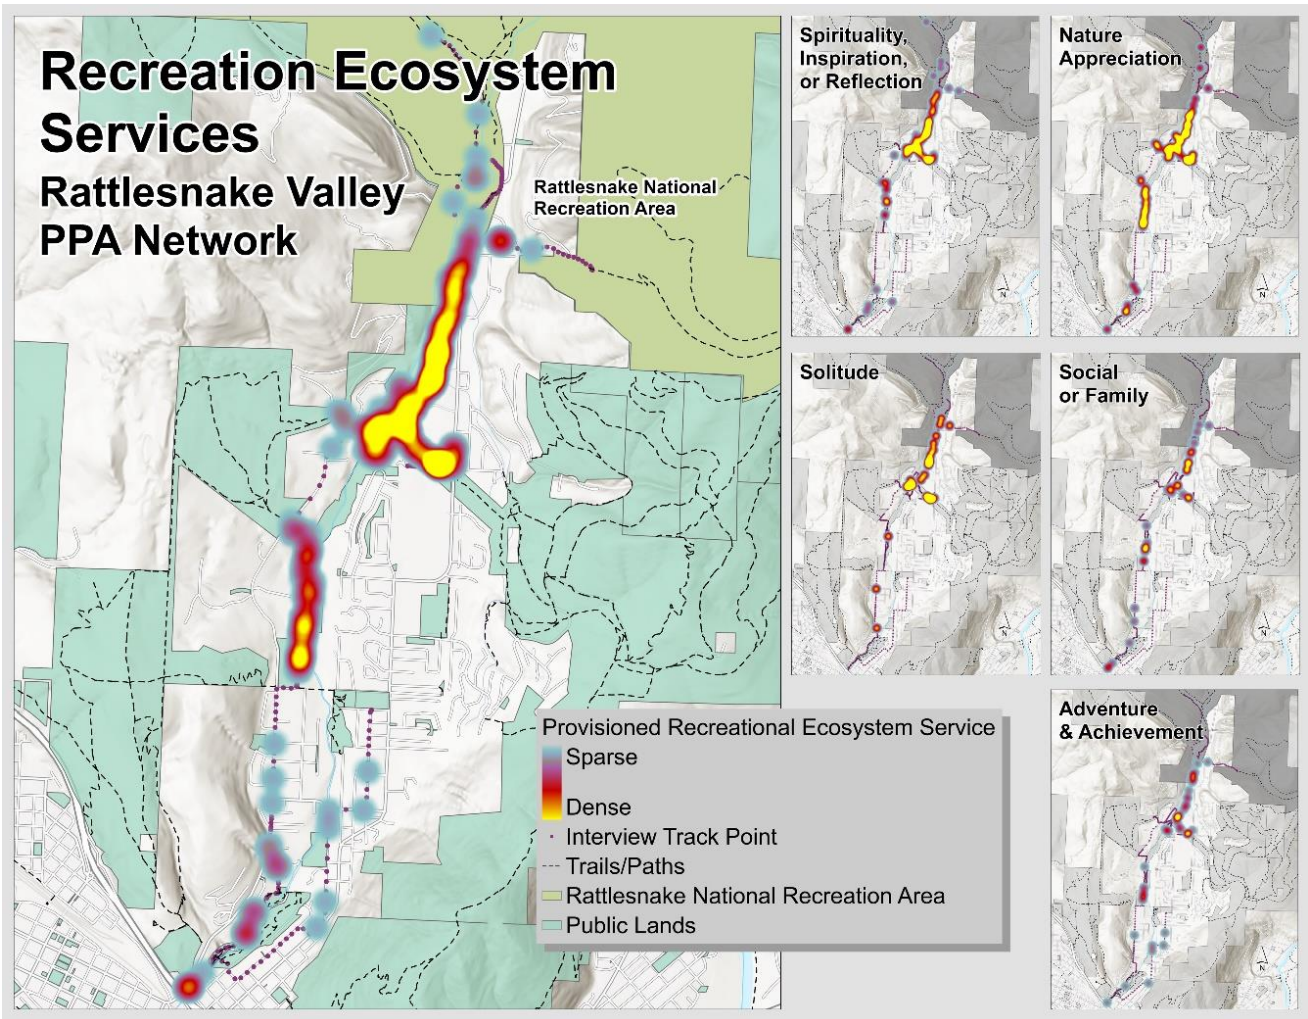 Recreation Ecosystem
Services
Rattlesnake Valley
PPA Network
Rattlesnake National
Recreation Area
Provisioned Recreational Ecosystem Service
Sparse
Dense
Interview Track Point
Trails/Paths
Rattlesnake National Recreation Area
Public Lands
Spirituality,
Inspiration,
or Reflection
N
Nature
Appreciation
N
Solitude
N
Social
or Family
N
Adventure
& Achievement
N